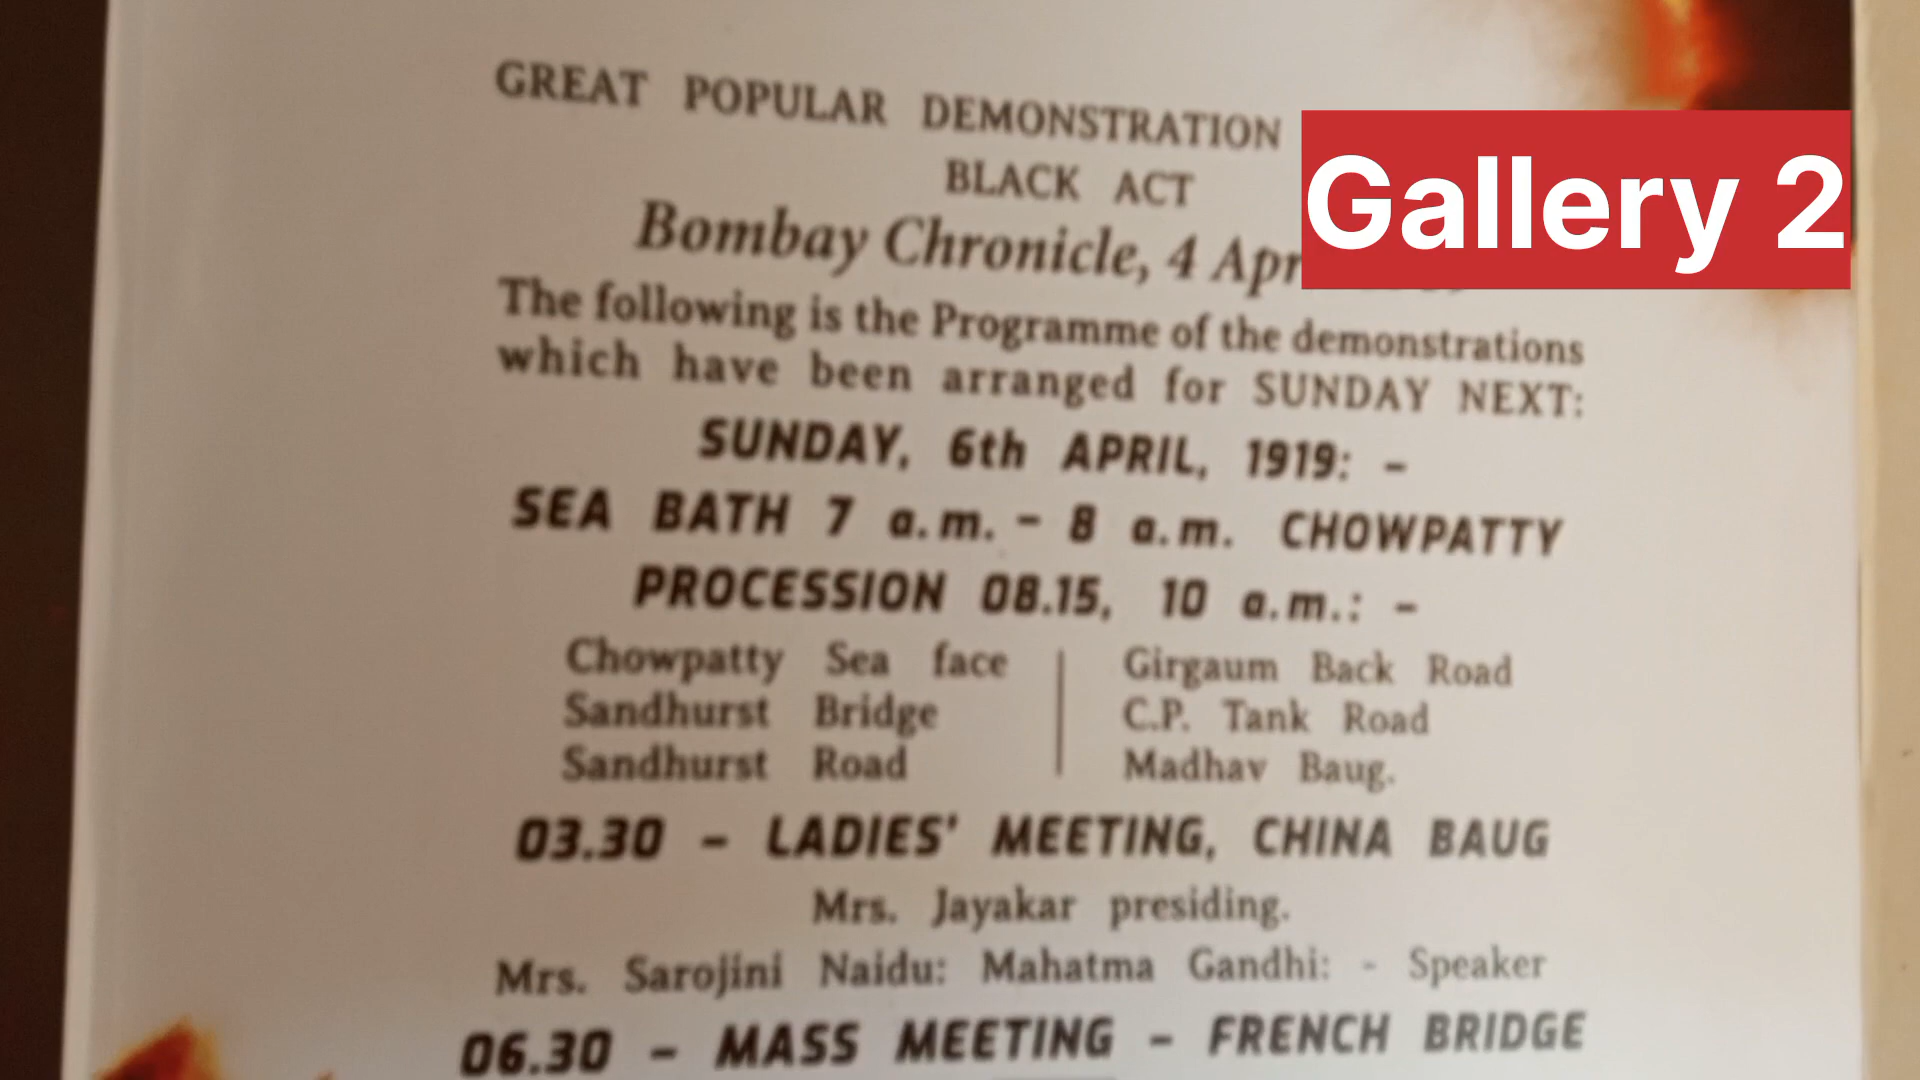 GREAT POPULAR DEMONSTRATION
BLACK ACT
Gallery 2
Bombay Chronicle, 4
The following is the Programme of the demonstrations
which have been arranged for SUNDAY NEXT:
SUNDAY, 6th APRIL, 1919: -
SEA BATH 7 a.m. - 8 a.m. CHOWPATTY
PROCESSION 08.15, 10 a.m.: -
Chowpatty Sea face
Sandhurst Bridge
Sandhurst Road
Girgaum Back Road
C.P. Tank Road
Madhav Baug.
03.30 - LADIES' MEETING, CHINA BAUG
Mrs. Jayakar presiding.
Mrs. Sarojini Naidu: Mahatma Gandhi: - Speaker
06.30 - MASS MEETING - FRENCH BRIDGE